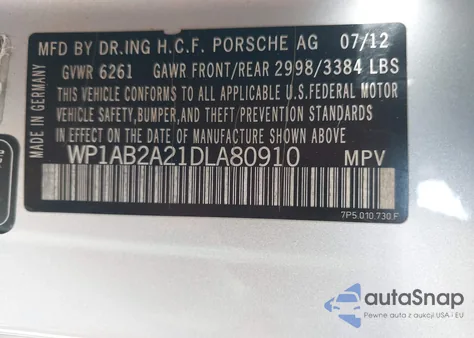 MFD BY DR.ING H.C.F. PORSCHE AG 07/12
GVWR 6261 GAWR FRONT/REAR 2998/3384 LBS
THIS VEHICLE CONFORMS TO ALL APPLICABLE
U.S.FEDERAL MOTOR
VEHICLE SAFETY,BUMPER, AND THEFT PREVENTION STANDARDS
IN EFFECT ON THE DATE OF MANUFACTURE SHOWN ABOVE
WP1AB2A21DLA80910 MPV
MADE IN GERMANY
7P5.010.730.F
autoSnap
Pewne auta z aukcji USA i EU